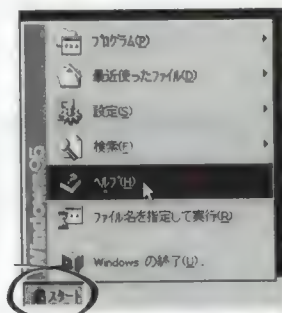 プログラム(P)
最近使ったファイル(D)
設定(S)
検索(F)
ヘルプ(H)
ファイル名を指定して実行(R)
Windows の終了(U)...
Windows95
スタート